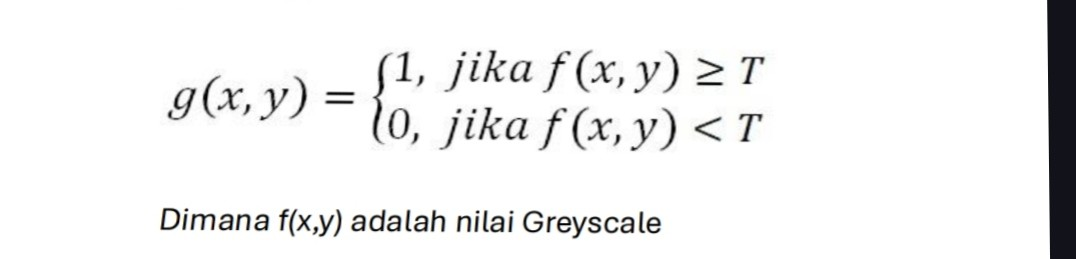 g(x, y) = {1, jika f(x, y) ≥ T
{0, jika f(x, y) < T
Dimana f(x,y) adalah nilai Greyscale